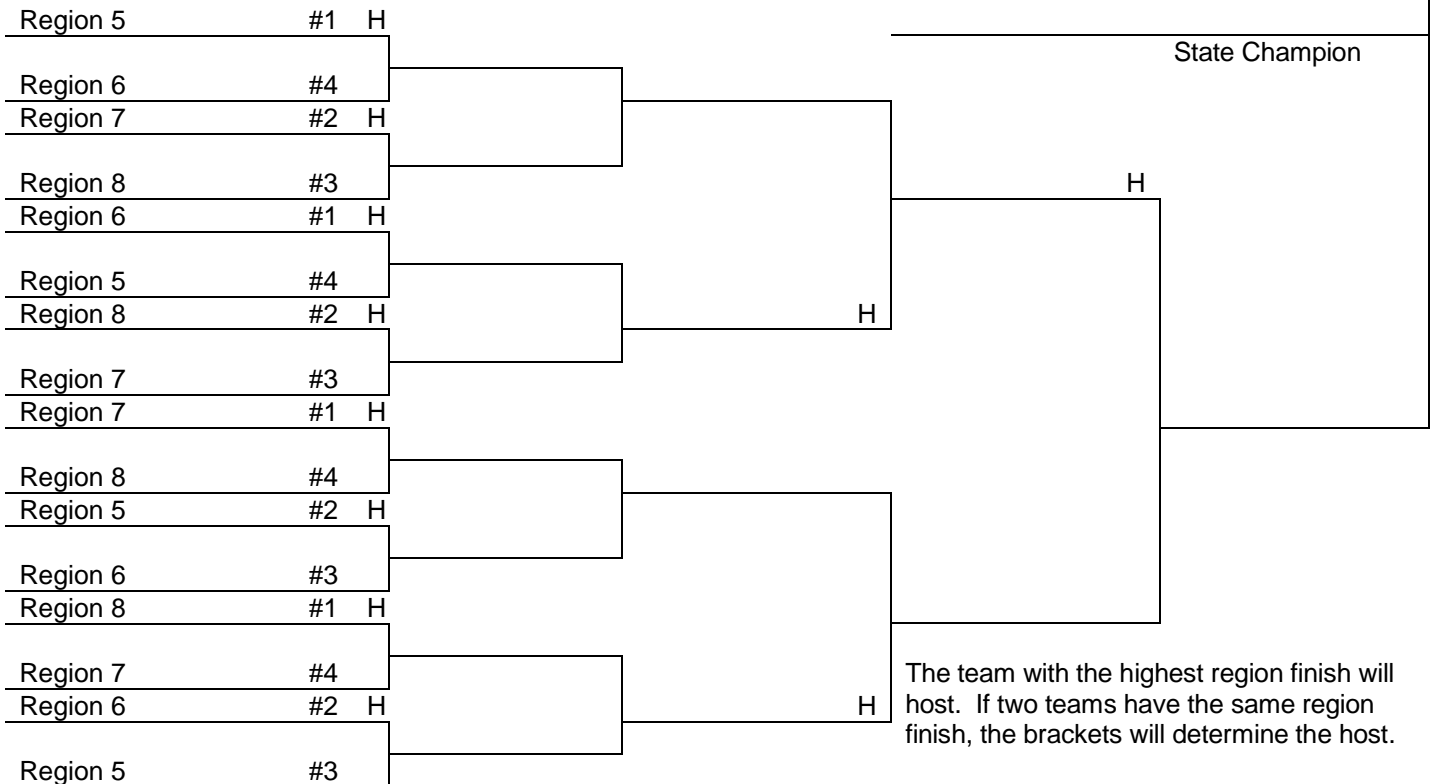 Region 5 #1 H
State Champion
Region 6 #4
Region 7 #2 H
Region 8 #3
H
Region 6 #1 H
Region 5 #4
Region 8 #2 H
H
Region 7 #3
Region 7 #1 H
Region 8 #4
Region 5 #2 H
Region 6 #3
Region 8 #1 H
Region 7 #4
Region 6 #2 H
H
Region 5 #3
The team with the highest region finish will
host. If two teams have the same region
finish, the brackets will determine the host.